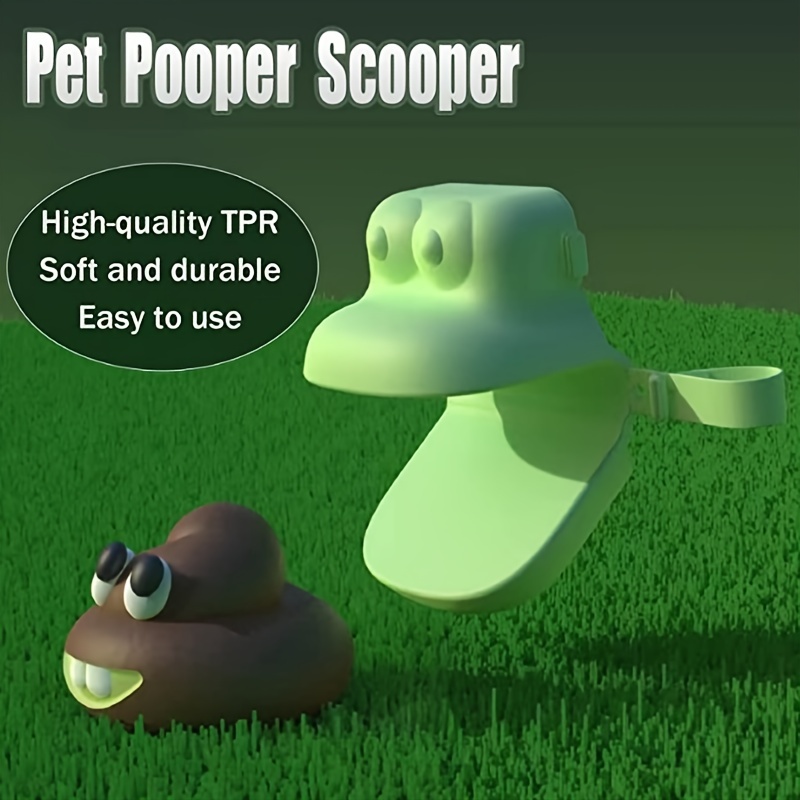 Pet Pooper Scooper
High-quality TPR
Soft and durable
Easy to use